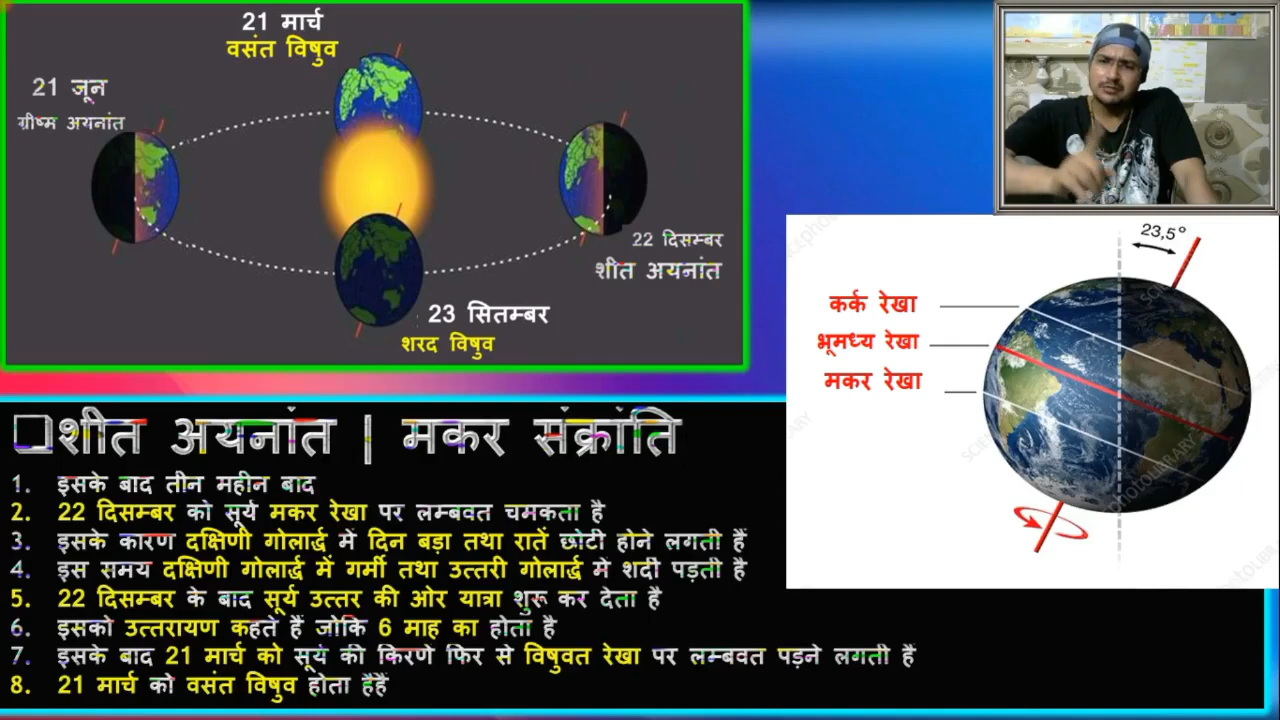 21 मार्च
वसंत विषुव
21 जून
ग्रीष्म अयनांत
22 दिसम्बर
शीत अयनांत
23 सितम्बर
शरद विषुव
23,5°
कर्क रेखा
भूमध्य रेखा
मकर रेखा
शीत अयनांत | मकर संक्रांति
1. इसके बाद तीन महीन बाद
2. 22 दिसम्बर को सूर्य मकर रेखा पर लम्बवत चमकता है
3. इसके कारण दक्षिणी गोलार्द्ध में दिन बड़ा तथा रातें छोटी होने लगती हैं
4. इस समय दक्षिणी गोलार्द्ध में गर्मी तथा उत्तरी गोलार्द्ध मे शर्दी पड़ती है
5. 22 दिसम्बर के बाद सूर्य उत्तर की ओर यात्रा शुरू कर देता है
6. इसको उत्तरायण कहते हैं जोकि 6 माह का होता है
7. इसके बाद 21 मार्च को सूर्य की किरणे फिर से विषुवत रेखा पर लम्बवत पड़ने लगती हैं
8. 21 मार्च को वसंत विषुव होता हैहैं